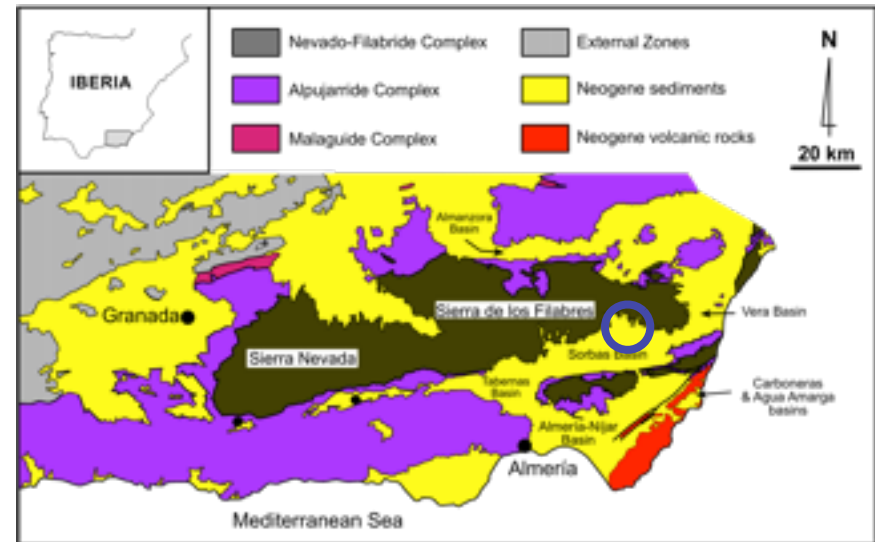 IBERIA
Nevado-Filabride Complex
Alpujarride Complex
Malaguide Complex
External Zones
Neogene sediments
Neogene volcanic rocks
N
20 km
Almanzora
Basin
Granada
Sierra de los Filabres
Vera Basin
Sierra Nevada
Sorbas Basin
Tabernas
Basin
Carboneras
& Agua Amarga
basins
Almería-Níjar
Basin
Almería
Mediterranean Sea